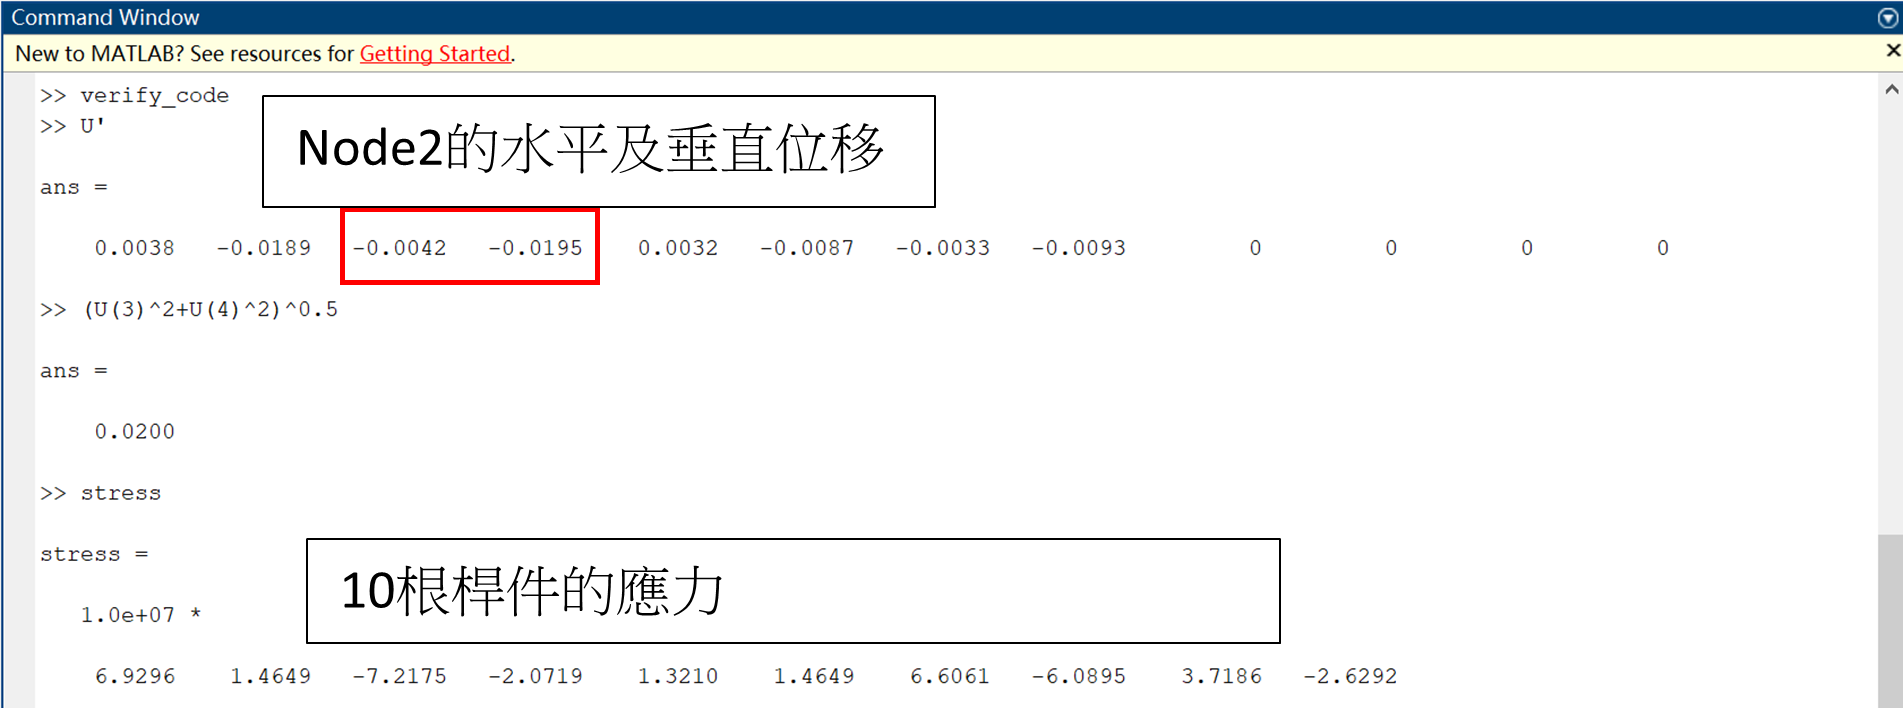 Command Window
New to MATLAB? See resources for Getting Started.
>> verify_code
>> U'
Node2的水平及垂直位移
ans =
0.0038 -0.0189 -0.0042 -0.0195 0.0032 -0.0087 -0.0033 -0.0093 0 0 0 0
>> (U(3)^2+U(4)^2)^0.5
ans =
0.0200
>> stress
stress =
10根桿件的應力
1.0e+07 *
6.9296 1.4649 -7.2175 -2.0719 1.3210 1.4649 6.6061 -6.0895 3.7186 -2.6292